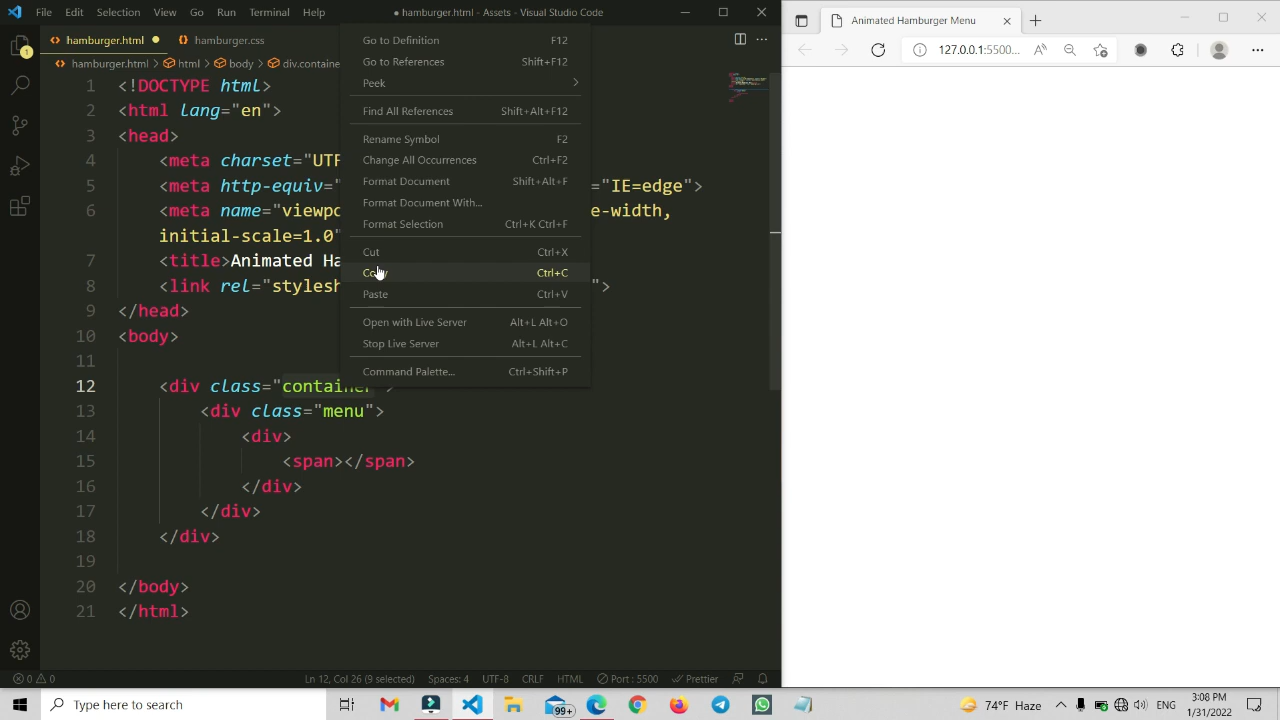 File Edit Selection View Go Run Terminal Help
● hamburger.html - Assets - Visual Studio Code
hamburger.html ●
hamburger.css
hamburger.html > html > body > div.containe
1 <!DOCTYPE html>
2 <html lang="en">
3 <head>
4 <meta charset="UTF
5 <meta http-equiv=" ="IE=edge">
6 <meta name="viewpo e-width,
initial-scale=1.0"
7 <title>Animated Ha
8 <link rel="stylesh ">
9 </head>
10 <body>
11
12 <div class="container">
13 <div class="menu">
14 <div>
15 <span></span>
16 </div>
17 </div>
18 </div>
19
20 </body>
21 </html>
Go to Definition F12
Go to References Shift+F12
Peek
Find All References Shift+Alt+F12
Rename Symbol F2
Change All Occurrences Ctrl+F2
Format Document Shift+Alt+F
Format Document With...
Format Selection Ctrl+K Ctrl+F
Cut Ctrl+X
Copy Ctrl+C
Paste Ctrl+V
Open with Live Server Alt+L Alt+O
Stop Live Server Alt+L Alt+C
Command Palette... Ctrl+Shift+P
1
0 0 Ln 12, Col 26 (9 selected) Spaces: 4 UTF-8 CRLF HTML Port : 5500 Prettier
Animated Hamburger Menu
127.0.0.1:5500...
Type here to search
99+
74°F Haze
ENG
3:08 PM
1/31/2022